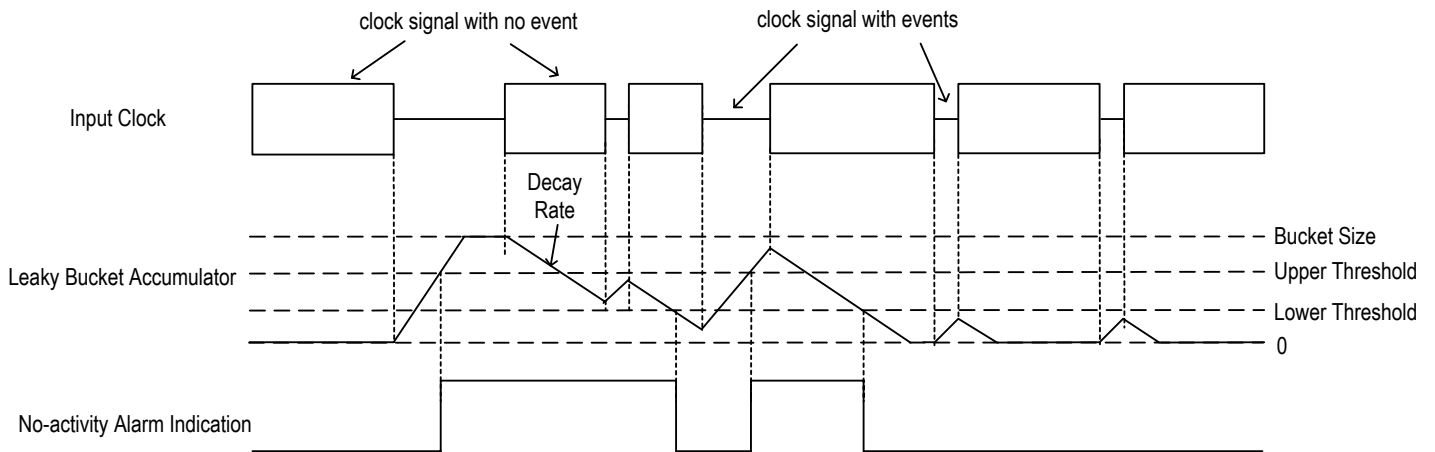 clock signal with no event
clock signal with events
Input Clock
Decay
Rate
Bucket Size
Leaky Bucket Accumulator
Upper Threshold
Lower Threshold
0
No-activity Alarm Indication